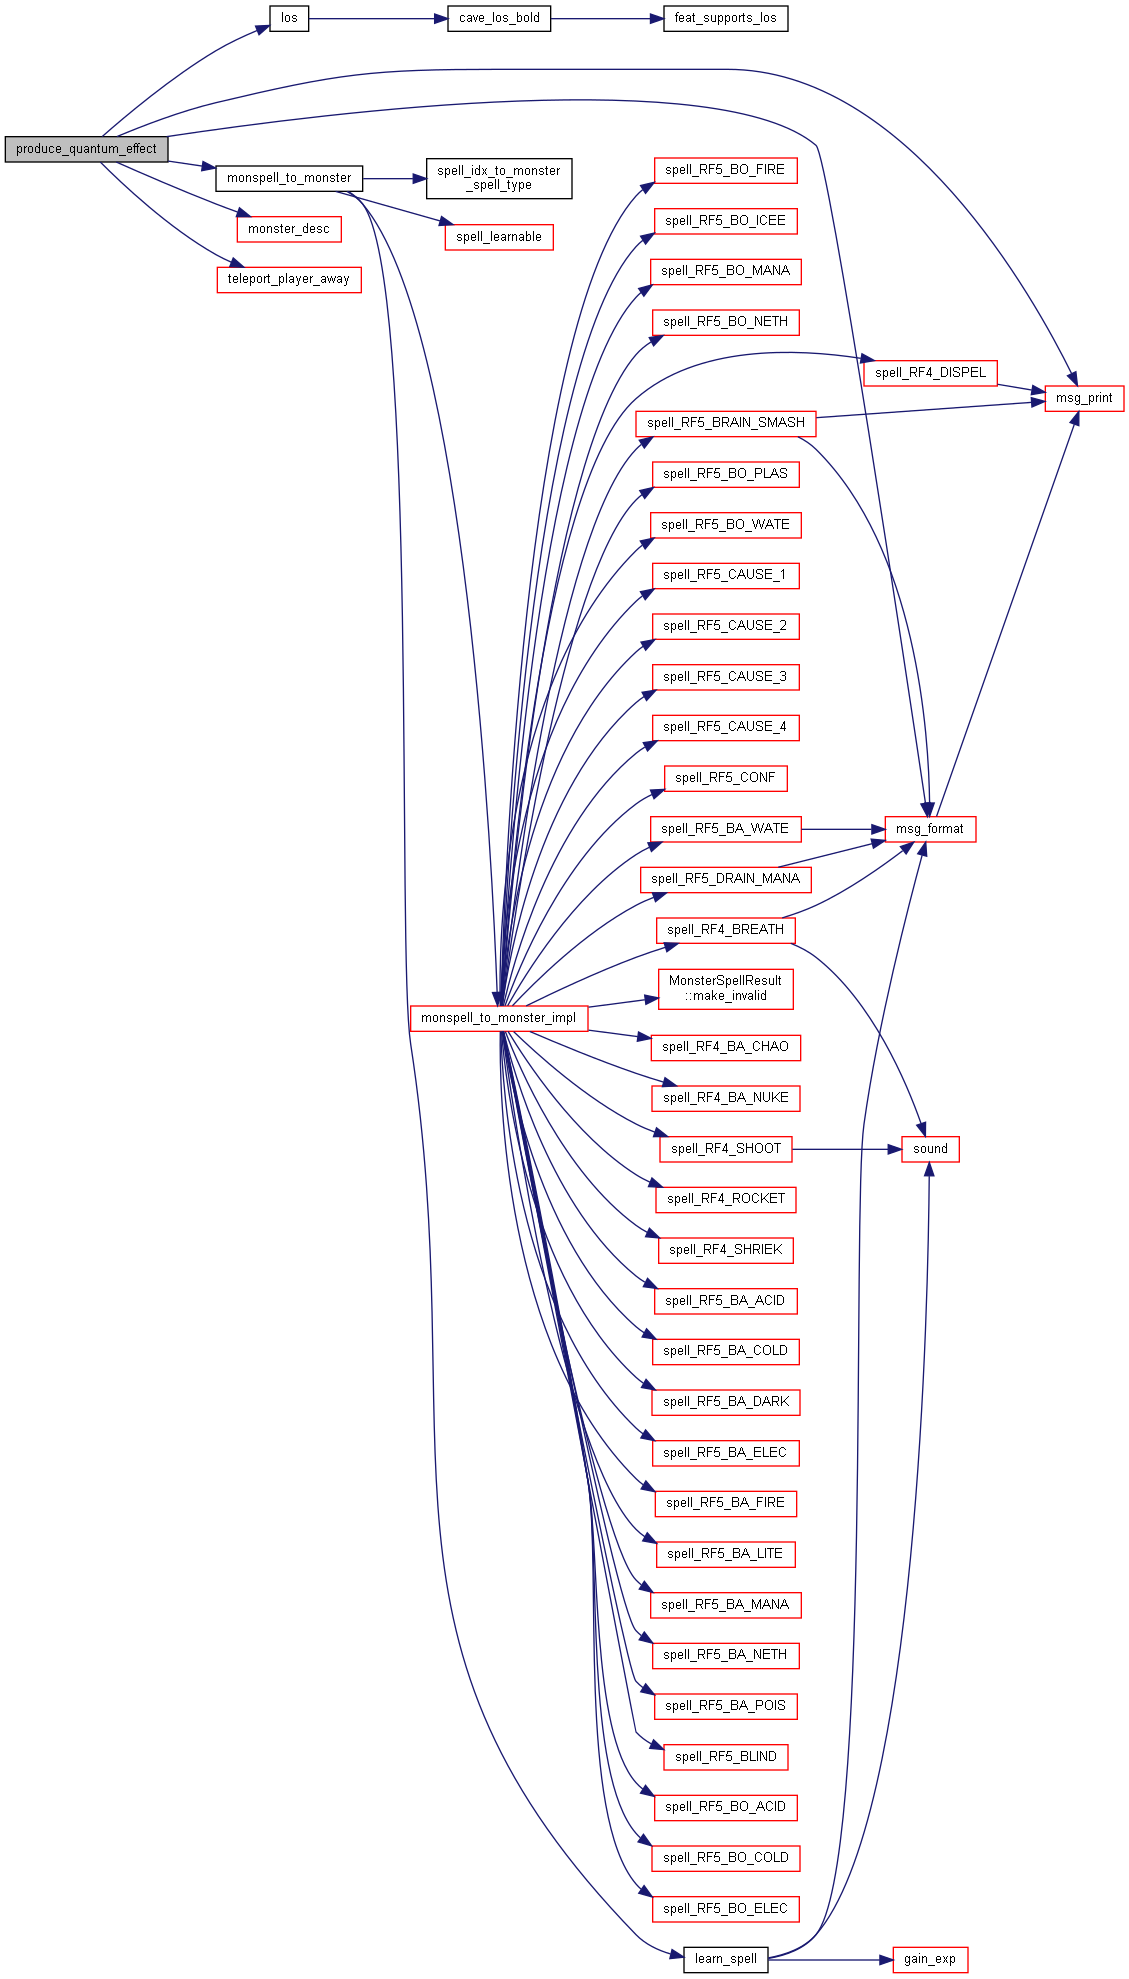 los
cave_los_bold
feat_supports_los
produce_quantum_effect
monspell_to_monster
spell_idx_to_monster
_spell_type
monster_desc
spell_learnable
teleport_player_away
spell_RF5_BO_FIRE
spell_RF5_BO_ICEE
spell_RF5_BO_MANA
spell_RF5_BO_NETH
spell_RF4_DISPEL
msg_print
spell_RF5_BRAIN_SMASH
spell_RF5_BO_PLAS
spell_RF5_BO_WATE
spell_RF5_CAUSE_1
spell_RF5_CAUSE_2
spell_RF5_CAUSE_3
spell_RF5_CAUSE_4
spell_RF5_CONF
spell_RF5_BA_WATE
msg_format
spell_RF5_DRAIN_MANA
spell_RF4_BREATH
MonsterSpellResult
::make_invalid
monspell_to_monster_impl
spell_RF4_BA_CHAO
spell_RF4_BA_NUKE
spell_RF4_SHOOT
sound
spell_RF4_ROCKET
spell_RF4_SHRIEK
spell_RF5_BA_ACID
spell_RF5_BA_COLD
spell_RF5_BA_DARK
spell_RF5_BA_ELEC
spell_RF5_BA_FIRE
spell_RF5_BA_LITE
spell_RF5_BA_MANA
spell_RF5_BA_NETH
spell_RF5_BA_POIS
spell_RF5_BLIND
spell_RF5_BO_ACID
spell_RF5_BO_COLD
spell_RF5_BO_ELEC
learn_spell
gain_exp